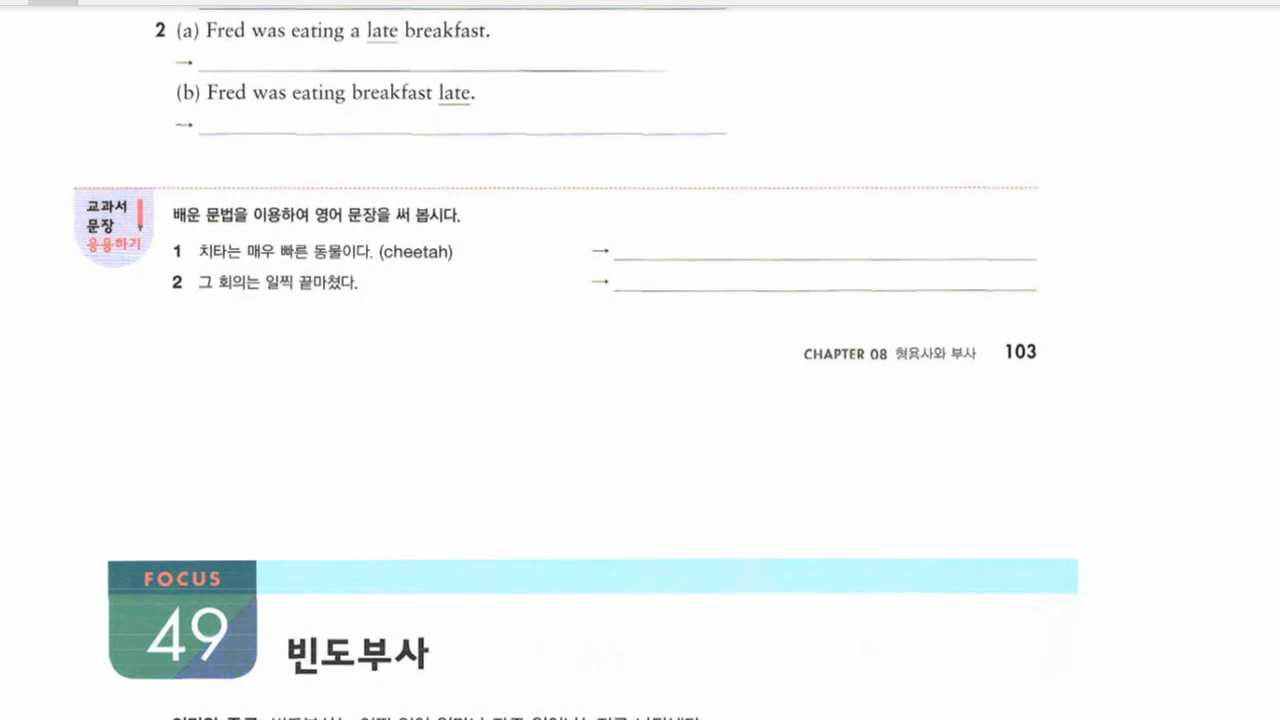 2 (a) Fred was eating a late breakfast.
→
(b) Fred was eating breakfast late.
→
교과서
문장
응용하기
배운 문법을 이용하여 영어 문장을 써 봅시다.
1 치타는 매우 빠른 동물이다. (cheetah) →
2 그 회의는 일찍 끝마쳤다. →
CHAPTER 08 형용사와 부사 103
FOCUS
49
빈도부사